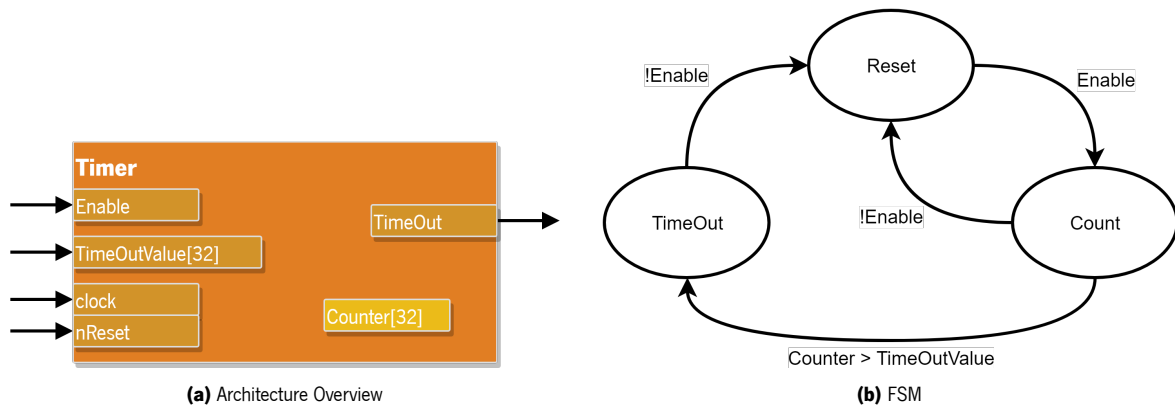 Timer
Enable
TimeOutValue[32]
clock
nReset
TimeOut
Counter[32]
(a) Architecture Overview
Reset
!Enable
Enable
TimeOut
!Enable
Count
Counter > TimeOutValue
(b) FSM